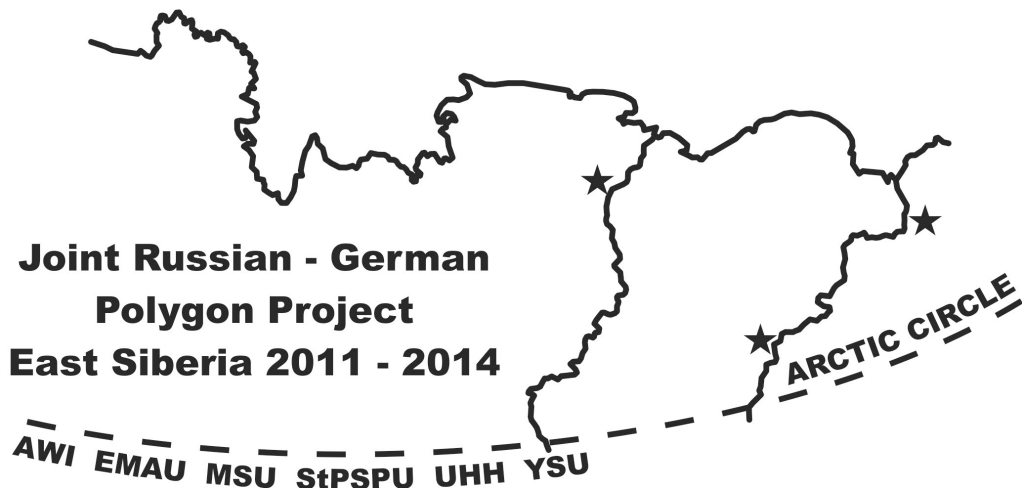 Joint Russian - German
Polygon Project
East Siberia 2011 - 2014
ARCTIC CIRCLE
AWI EMAU MSU StPSPU UHH YSU